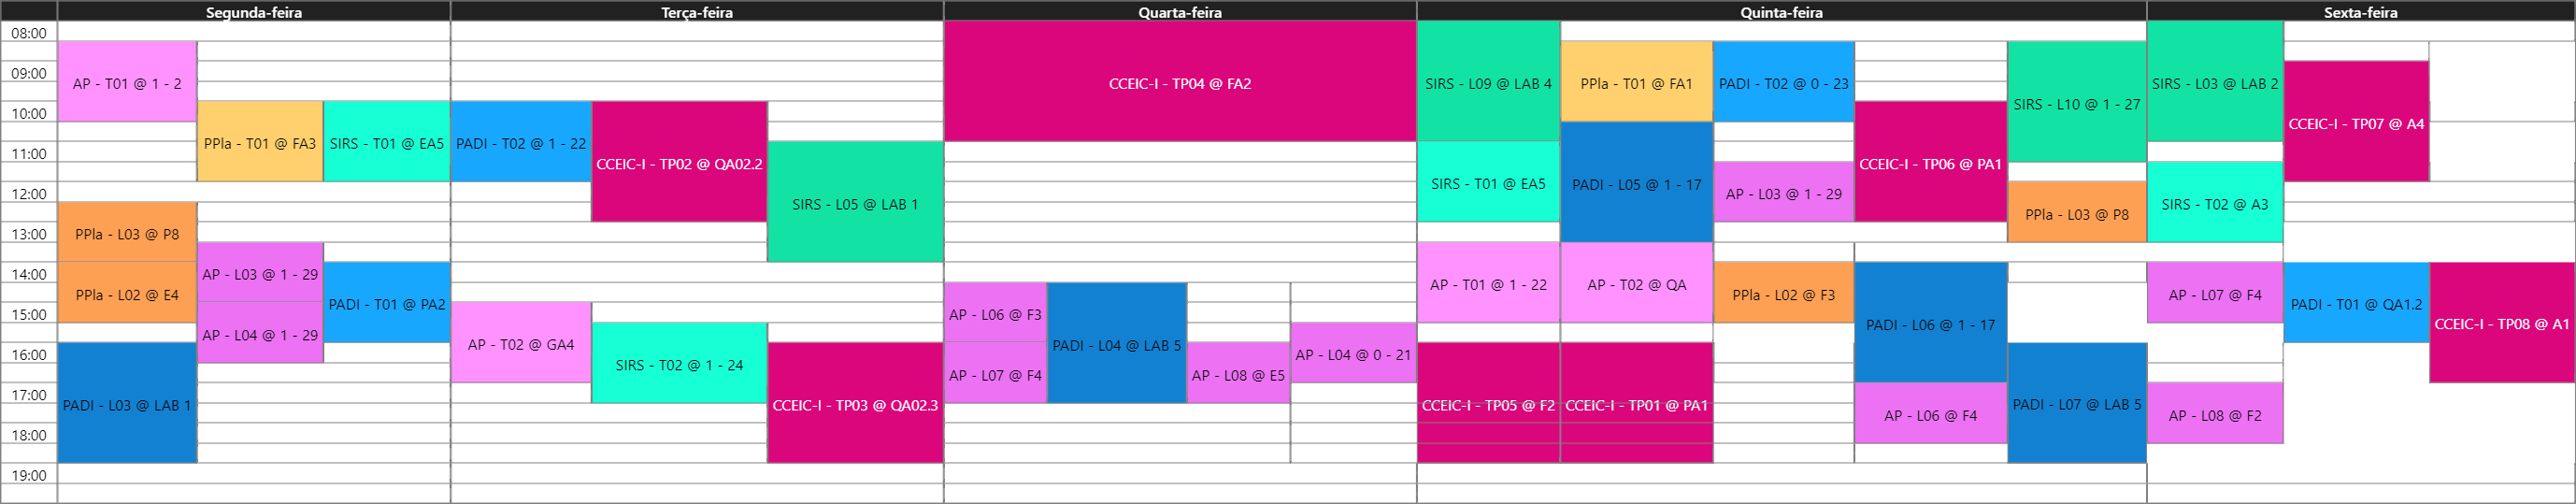 Segunda-feira
Terça-feira
Quarta-feira
Quinta-feira
Sexta-feira
08:00
09:00
10:00
11:00
12:00
13:00
14:00
15:00
16:00
17:00
18:00
19:00
AP - T01 @ 1 - 2
PPla - T01 @ FA3
SIRS - T01 @ EA5
PPla - L03 @ P8
AP - L03 @ 1 - 29
PPla - L02 @ E4
PADI - T01 @ PA2
AP - L04 @ 1 - 29
PADI - L03 @ LAB 1
PADI - T02 @ 1 - 22
CCEIC-I - TP02 @ QA02.2
SIRS - L05 @ LAB 1
AP - T02 @ GA4
SIRS - T02 @ 1 - 24
CCEIC-I - TP03 @ QA02.3
CCEIC-I - TP04 @ FA2
AP - L06 @ F3
PADI - L04 @ LAB 5
AP - L04 @ 0 - 21
AP - L07 @ F4
AP - L08 @ E5
SIRS - L09 @ LAB 4
PPla - T01 @ FA1
PADI - T02 @ 0 - 23
SIRS - L10 @ 1 - 27
CCEIC-I - TP06 @ PA1
SIRS - T01 @ EA5
PADI - L05 @ 1 - 17
AP - L03 @ 1 - 29
PPla - L03 @ P8
AP - T01 @ 1 - 22
AP - T02 @ QA
PPla - L02 @ F3
PADI - L06 @ 1 - 17
CCEIC-I - TP05 @ F2
CCEIC-I - TP01 @ PA1
AP - L06 @ F4
PADI - L07 @ LAB 5
SIRS - L03 @ LAB 2
CCEIC-I - TP07 @ A4
SIRS - T02 @ A3
AP - L07 @ F4
PADI - T01 @ QA1.2
CCEIC-I - TP08 @ A1
AP - L08 @ F2